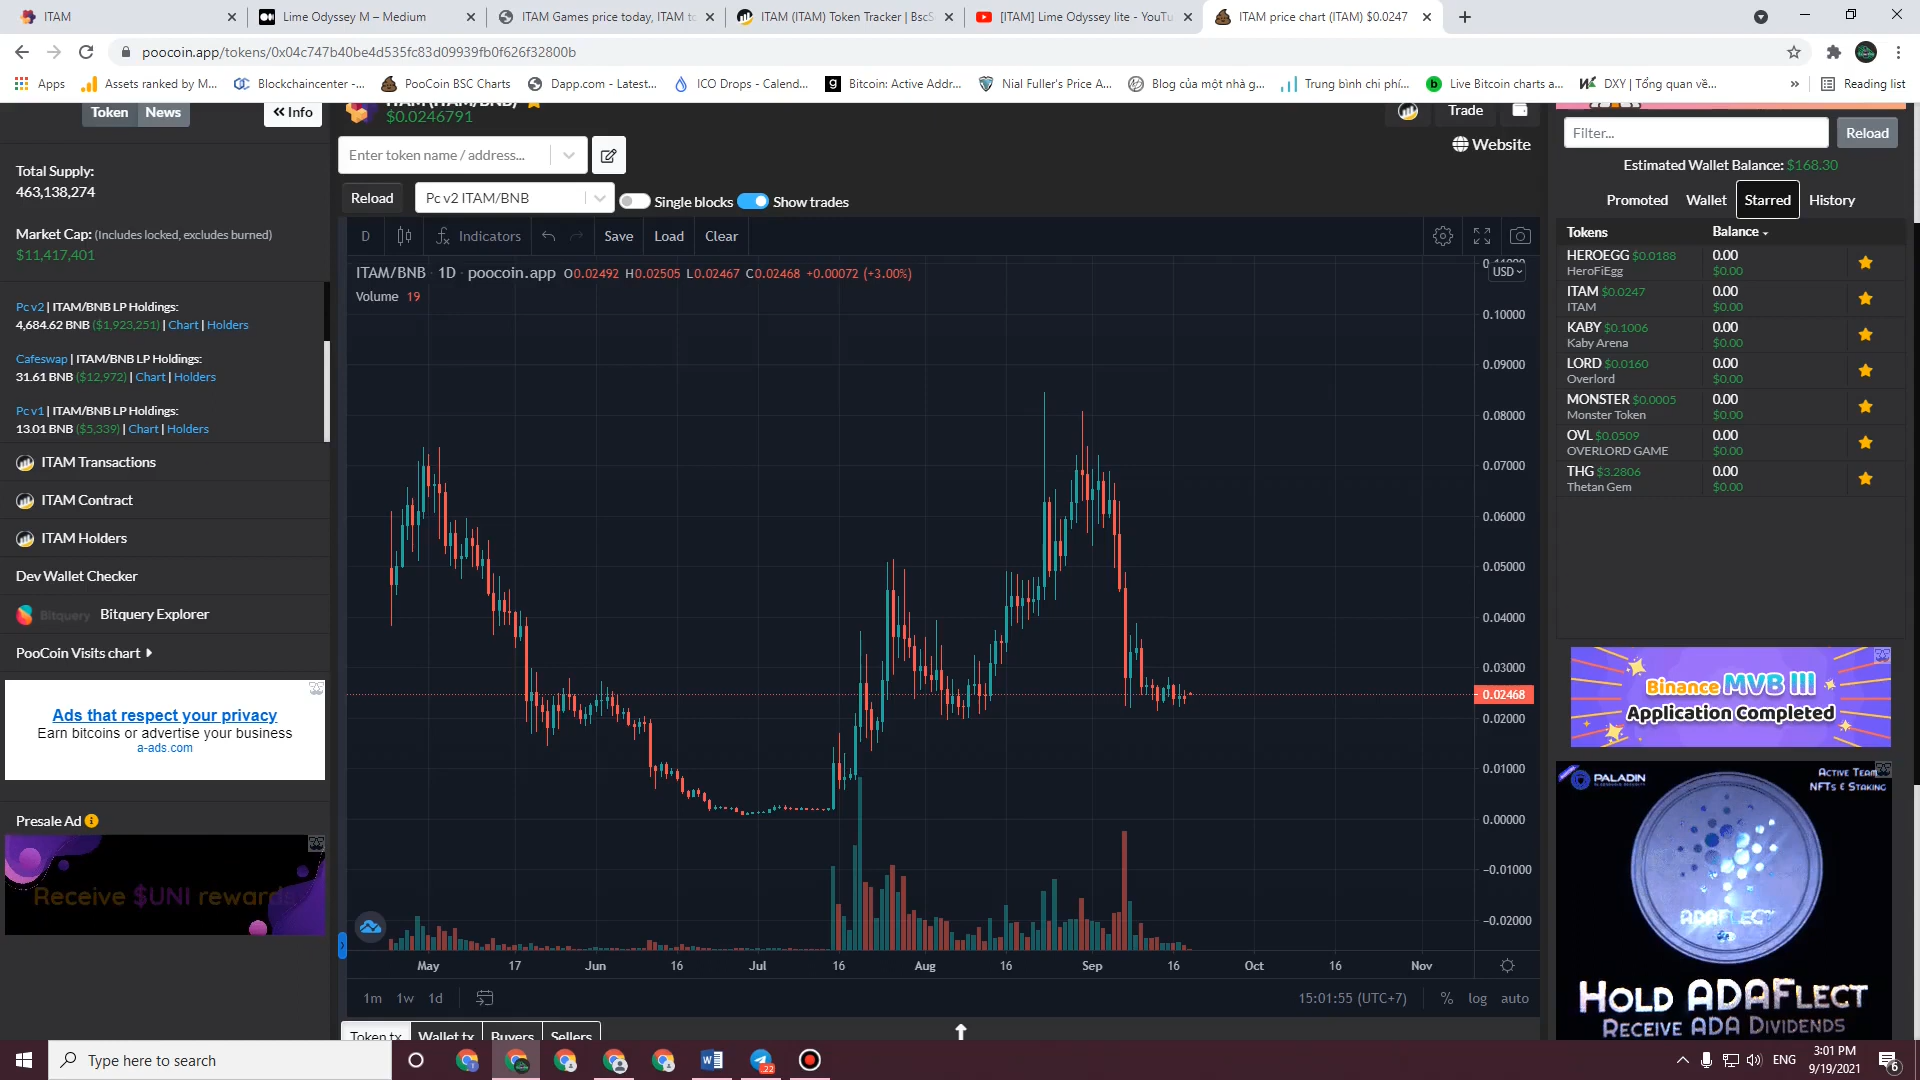 ITAM
Lime Odyssey M – Medium
ITAM Games price today, ITAM to
ITAM (ITAM) Token Tracker | BscS
[ITAM] Lime Odyssey lite - YouTu
ITAM price chart (ITAM) $0.0247
poocoin.app/tokens/0x04c747b40be4d535fc83d09939fb0f626f32800b
Apps
Assets ranked by M...
Blockchaincenter -...
PooCoin BSC Charts
Dapp.com - Latest...
ICO Drops - Calend...
Bitcoin: Active Addr...
Nial Fuller's Price A...
Blog của một nhà g...
Trung bình chi phí...
Live Bitcoin charts a...
DXY | Tổng quan về...
Reading list
Token
News
Info
Total Supply:
463,138,274
Market Cap: (Includes locked, excludes burned)
$11,417,401
Pc v2 | ITAM/BNB LP Holdings:
4,684.62 BNB ($1,923,251) | Chart | Holders
Cafeswap | ITAM/BNB LP Holdings:
31.61 BNB ($12,972) | Chart | Holders
Pc v1 | ITAM/BNB LP Holdings:
13.01 BNB ($5,339) | Chart | Holders
ITAM Transactions
ITAM Contract
ITAM Holders
Dev Wallet Checker
Bitquery Bitquery Explorer
PooCoin Visits chart
Ads that respect your privacy
Earn bitcoins or advertise your business
a-ads.com
Presale Ad
Receive $UNI rewards
ITAM (ITAM/BNB)
$0.0246791
Trade
Enter token name / address...
Website
Reload
Pc v2 ITAM/BNB
Single blocks
Show trades
D
Indicators
Save
Load
Clear
ITAM/BNB 1D poocoin.app O0.02492 H0.02505 L0.02467 C0.02468 +0.00072 (+3.00%)
Volume 19
USD
0.10000
0.09000
0.08000
0.07000
0.06000
0.05000
0.04000
0.03000
0.02468
0.02000
0.01000
0.00000
−0.01000
−0.02000
May
17
Jun
16
Jul
16
Aug
16
Sep
16
Oct
16
Nov
1m
1w
1d
15:01:55 (UTC+7)
%
log
auto
Token tx
Wallet tx
Buyers
Sellers
Filter...
Reload
Estimated Wallet Balance: $168.30
Promoted
Wallet
Starred
History
Tokens
Balance
HEROEGG $0.0188
0.00
HeroFiEgg
$0.00
ITAM $0.0247
0.00
ITAM
$0.00
KABY $0.1006
0.00
Kaby Arena
$0.00
LORD $0.0160
0.00
Overlord
$0.00
MONSTER $0.0005
0.00
Monster Token
$0.00
OVL $0.0509
0.00
OVERLORD GAME
$0.00
THG $3.2806
0.00
Thetan Gem
$0.00
Binance MVB III
Application Completed
PALADIN
ACTIVE TEAM
NFTS & STAKING
ADAFLECT
HOLD ADAFLECT
RECEIVE ADA DIVIDENDS
Type here to search
22
ENG
3:01 PM
9/19/2021
6